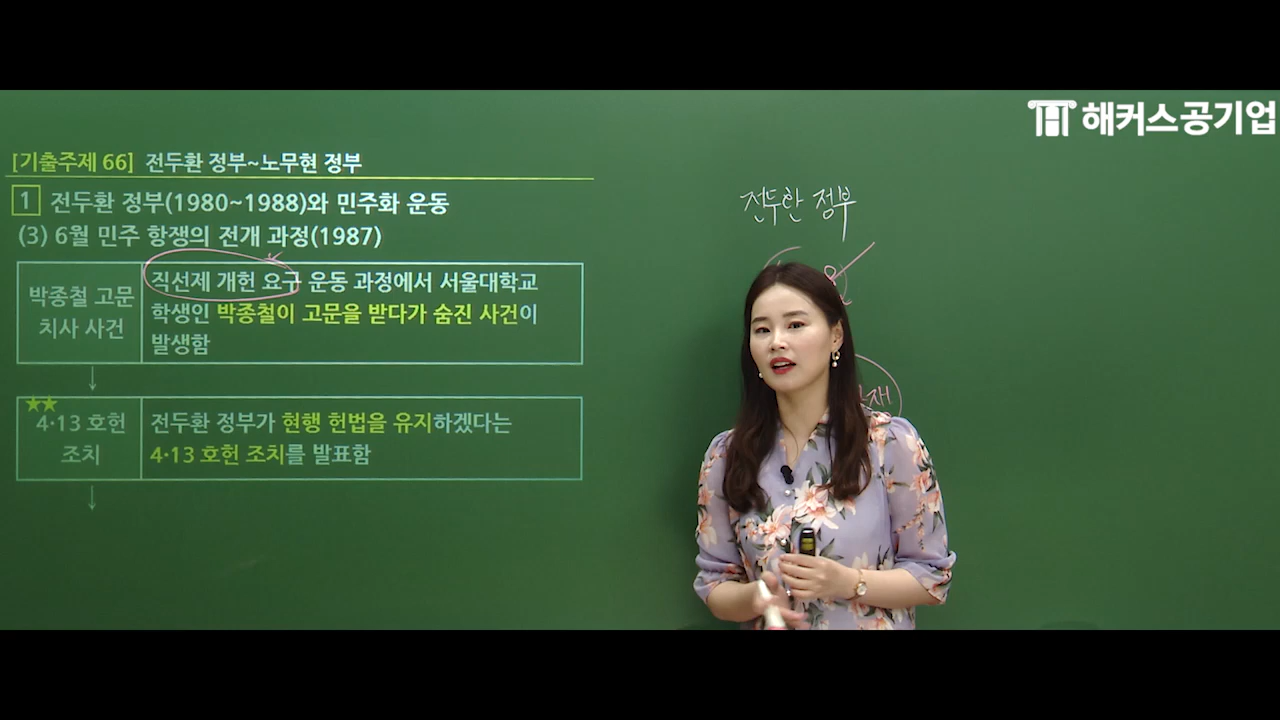 해커스공기업
[기출주제 66] 전두환 정부~노무현 정부
1 전두환 정부(1980~1988)와 민주화 운동
(3) 6월 민주 항쟁의 전개 과정(1987)
박종철 고문
치사 사건
직선제 개헌 요구 운동 과정에서 서울대학교
학생인 박종철이 고문을 받다가 숨진 사건이
발생함
4·13 호헌
조치
전두환 정부가 현행 헌법을 유지하겠다는
4·13 호헌 조치를 발표함
전두환 정부